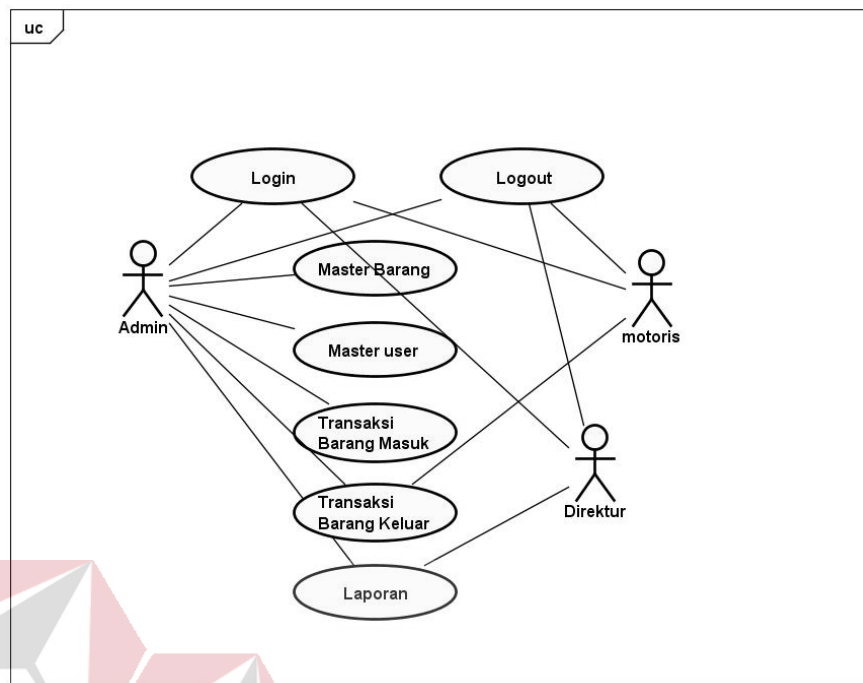 uc
Login
Logout
Master Barang
Admin
motoris
Master user
Transaksi
Barang Masuk
Transaksi
Barang Keluar
Direktur
Laporan